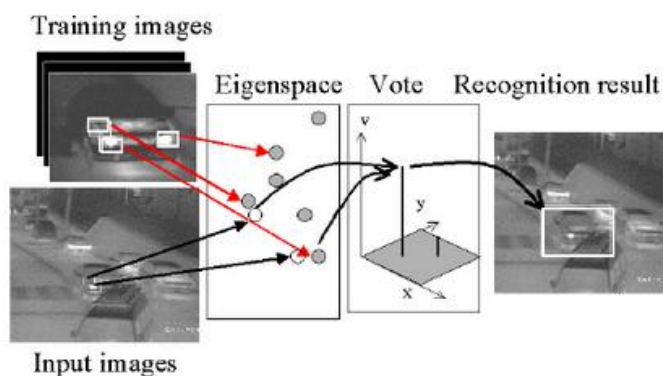 Training images
Eigenspace
Vote
Recognition result
v
y
x
Input images